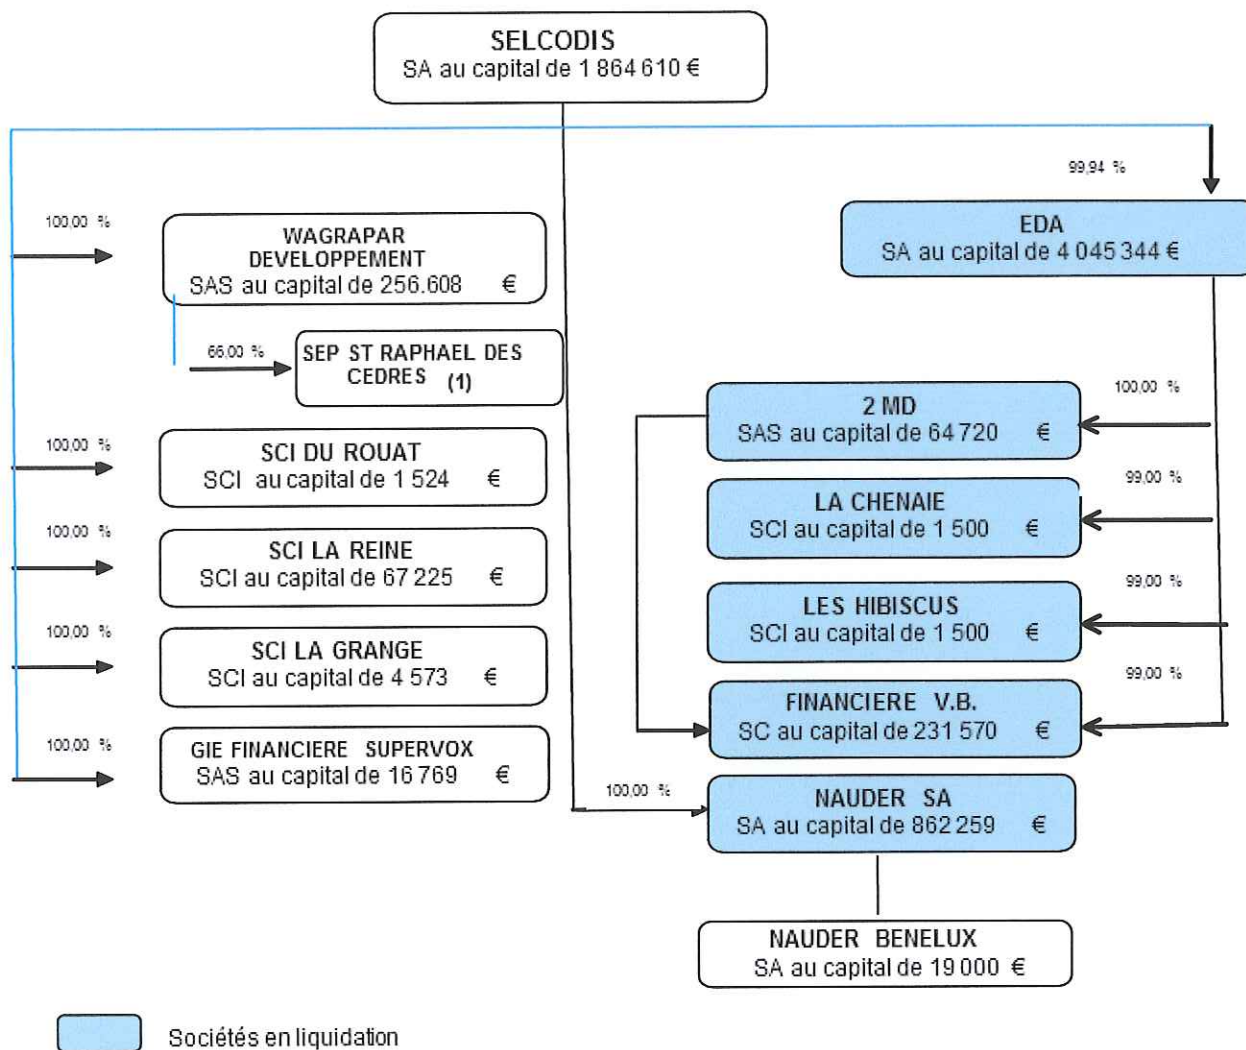 SELCODIS
SA au capital de 1 864 610 €
99,94 %
EDA
SA au capital de 4 045 344 €
100,00 %
WAGRAPAR
DEVELOPPEMENT
SAS au capital de 256.608 €
66,00 %
SEP ST RAPHAEL DES
CEDRES (1)
100,00 %
2 MD
SAS au capital de 64 720 €
100,00 %
SCI DU ROUAT
SCI au capital de 1 524 €
99,00 %
LA CHENAIE
SCI au capital de 1 500 €
100,00 %
SCI LA REINE
SCI au capital de 67 225 €
99,00 %
LES HIBISCUS
SCI au capital de 1 500 €
100,00 %
SCI LA GRANGE
SCI au capital de 4 573 €
99,00 %
FINANCIERE V.B.
SC au capital de 231 570 €
100,00 %
GIE FINANCIERE SUPERVOX
SAS au capital de 16 769 €
100,00 %
NAUDER SA
SA au capital de 862 259 €
NAUDER BENELUX
SA au capital de 19 000 €
Sociétés en liquidation